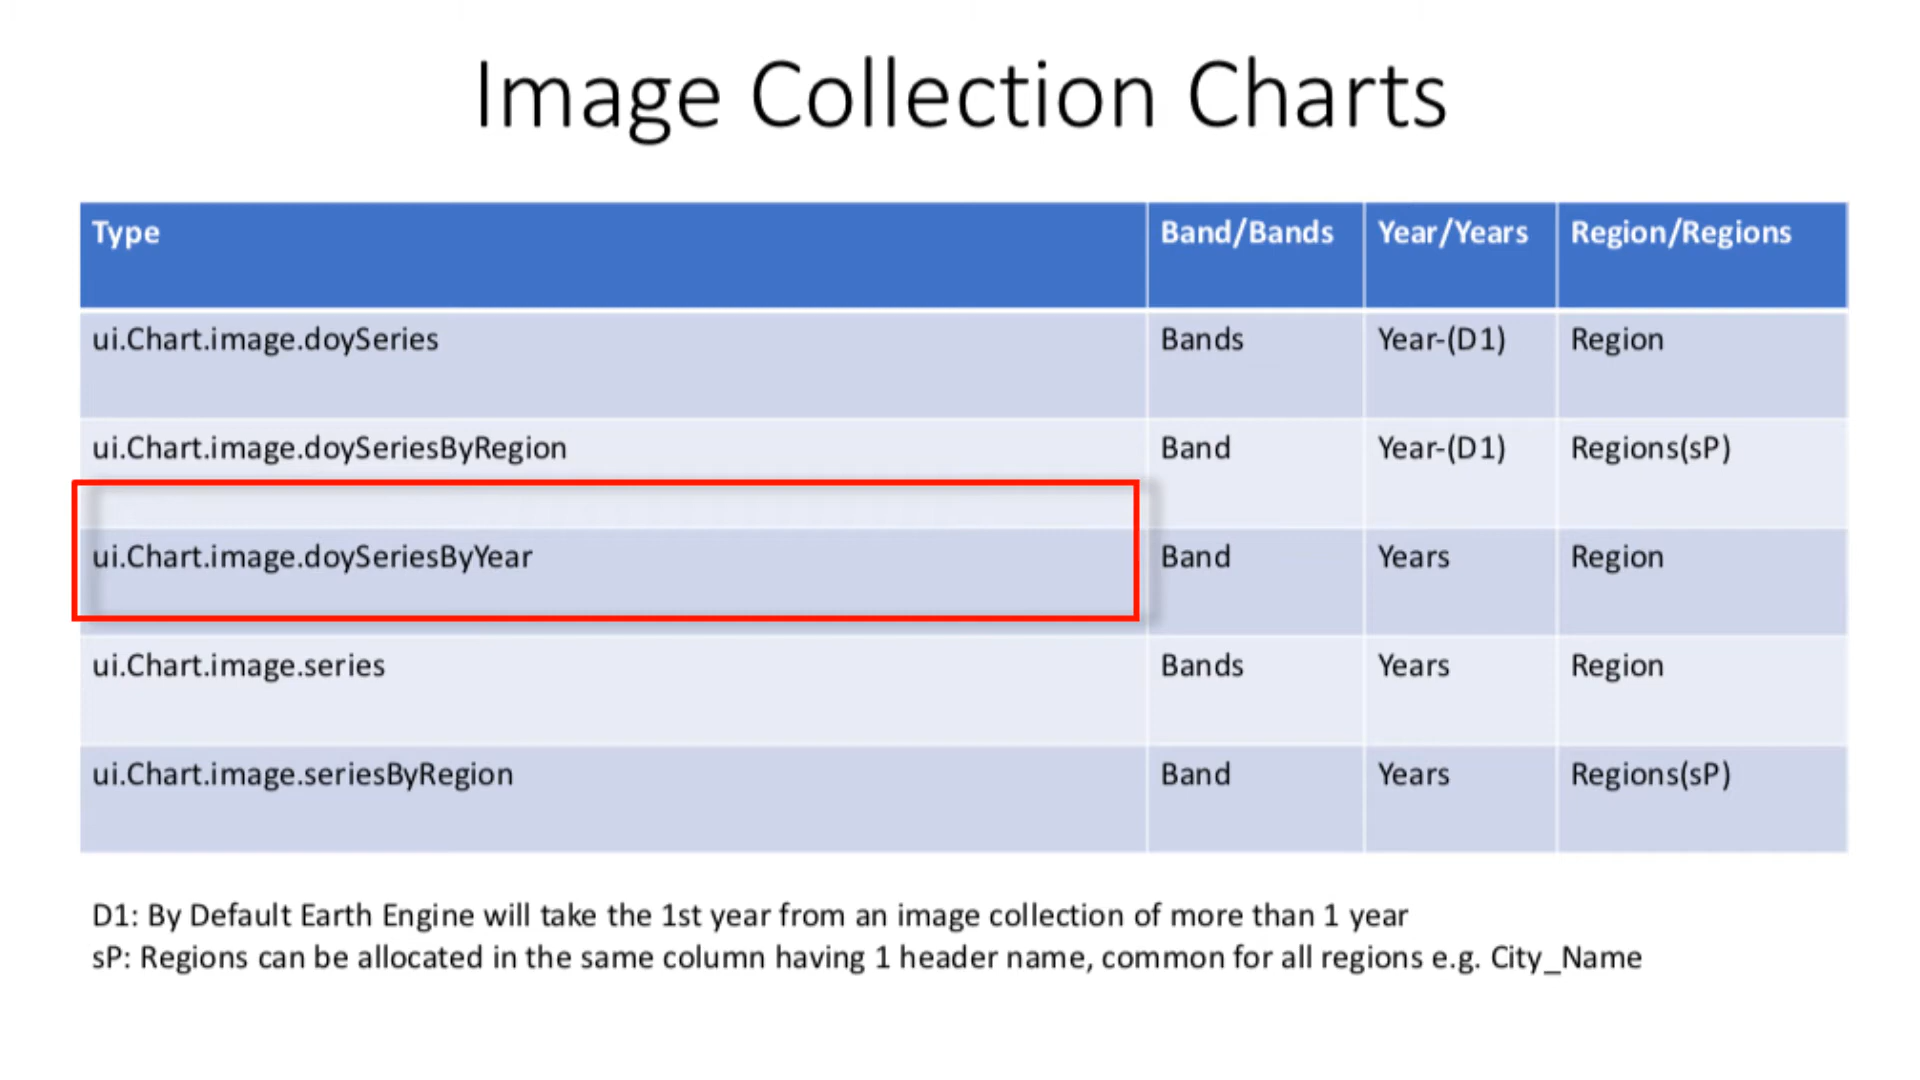 Image Collection Charts
Type Band/Bands Year/Years Region/Regions
ui.Chart.image.doySeries Bands Year-(D1) Region
ui.Chart.image.doySeriesByRegion Band Year-(D1) Regions(sP)
ui.Chart.image.doySeriesByYear Band Years Region
ui.Chart.image.series Bands Years Region
ui.Chart.image.seriesByRegion Band Years Regions(sP)
D1: By Default Earth Engine will take the 1st year from an image collection of more than 1 year
sP: Regions can be allocated in the same column having 1 header name, common for all regions e.g. City_Name